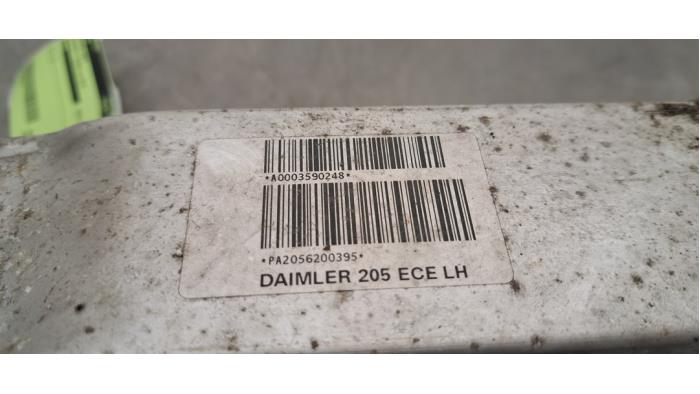 *A0003590248*
*PA2056200395*
DAIMLER 205 ECE LH